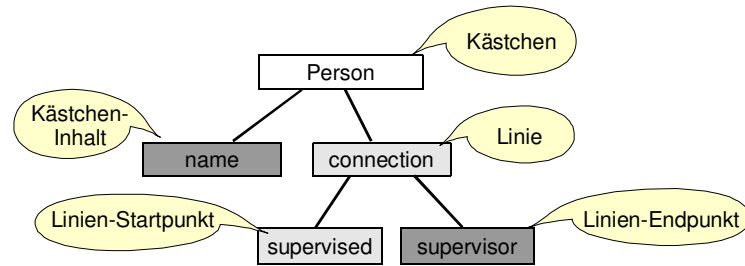 Kästchen
Person
Kästchen-
Inhalt
Linie
name
connection
Linien-Startpunkt
Linien-Endpunkt
supervised
supervisor